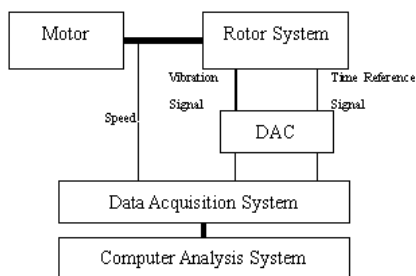 Motor
Rotor System
Vibration
Signal
Time Reference
Signal
Speed
DAC
Data Acquisition System
Computer Analysis System